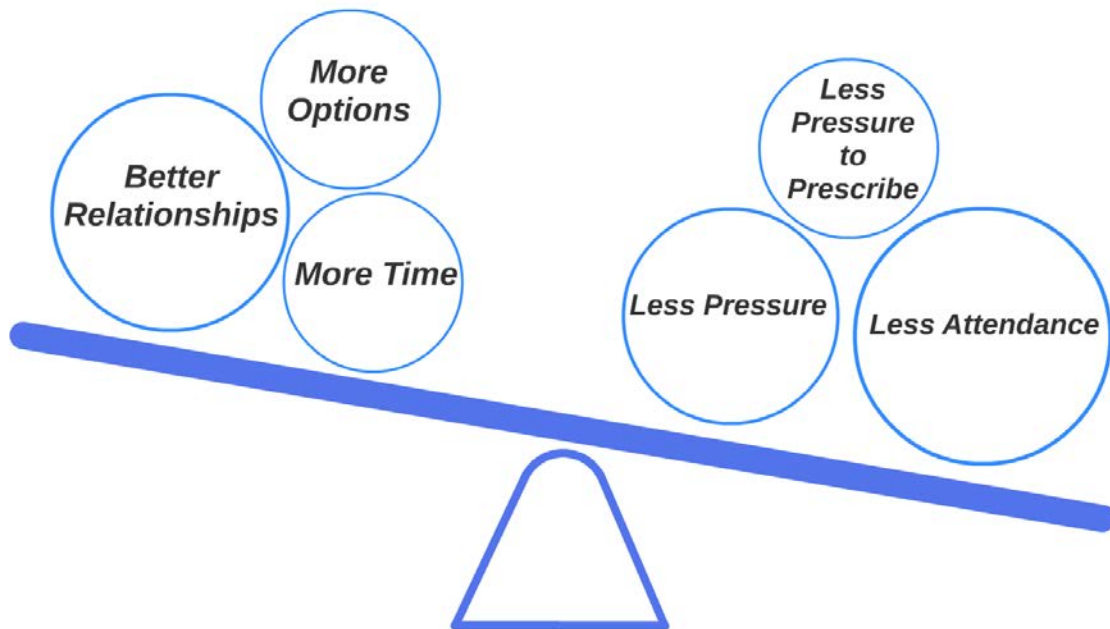 More
Options
Better
Relationships
More Time
Less
Pressure
to
Prescribe
Less Pressure
Less Attendance